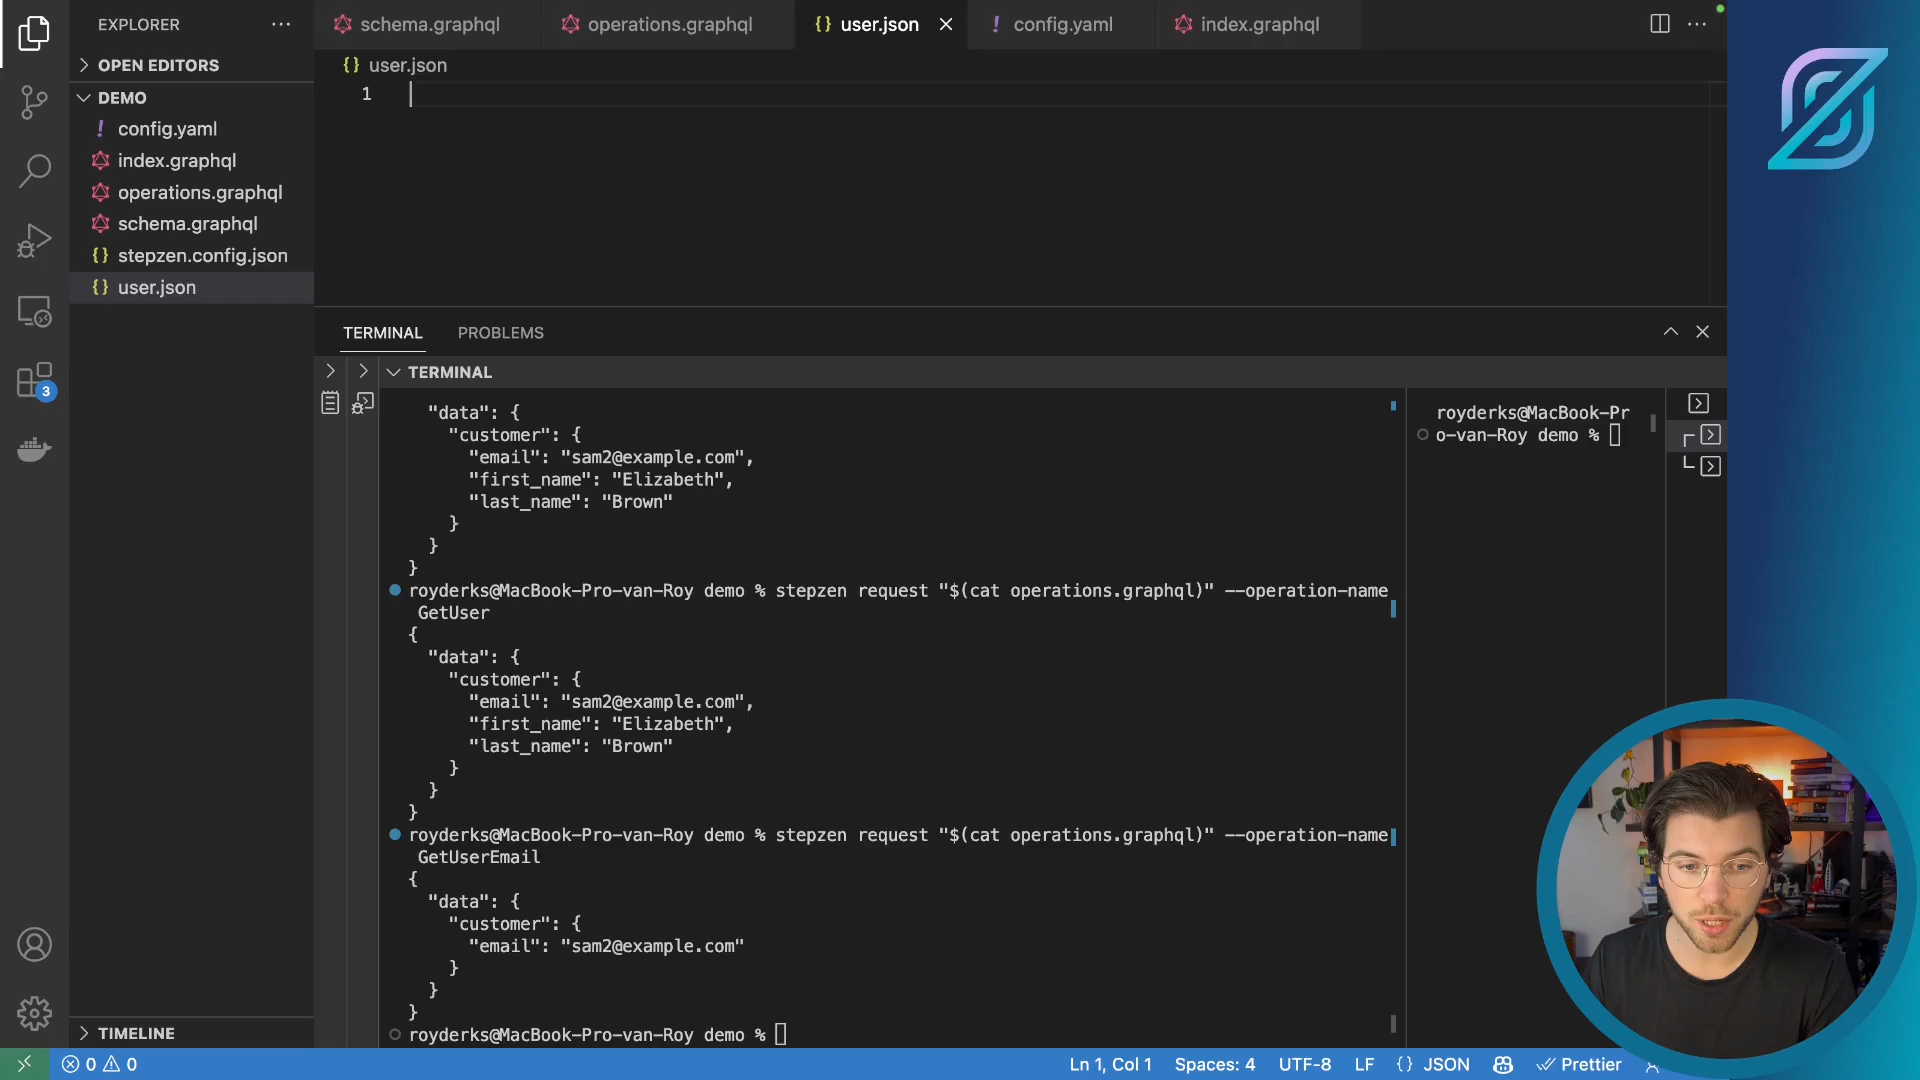 EXPLORER
OPEN EDITORS
DEMO
config.yaml
index.graphql
operations.graphql
schema.graphql
stepzen.config.json
user.json
TIMELINE
3
schema.graphql
operations.graphql
user.json
config.yaml
index.graphql
user.json
1
TERMINAL
PROBLEMS
TERMINAL
"data": {
"customer": {
"email": "sam2@example.com",
"first_name": "Elizabeth",
"last_name": "Brown"
}
}
}
royderks@MacBook-Pro-van-Roy demo % stepzen request "$(cat operations.graphql)" --operation-name
GetUser
{
"data": {
"customer": {
"email": "sam2@example.com",
"first_name": "Elizabeth",
"last_name": "Brown"
}
}
}
royderks@MacBook-Pro-van-Roy demo % stepzen request "$(cat operations.graphql)" --operation-name
GetUserEmail
{
"data": {
"customer": {
"email": "sam2@example.com"
}
}
}
royderks@MacBook-Pro-van-Roy demo %
royderks@MacBook-Pr
o-van-Roy demo %
0 0
Ln 1, Col 1
Spaces: 4
UTF-8
LF
{} JSON
Prettier